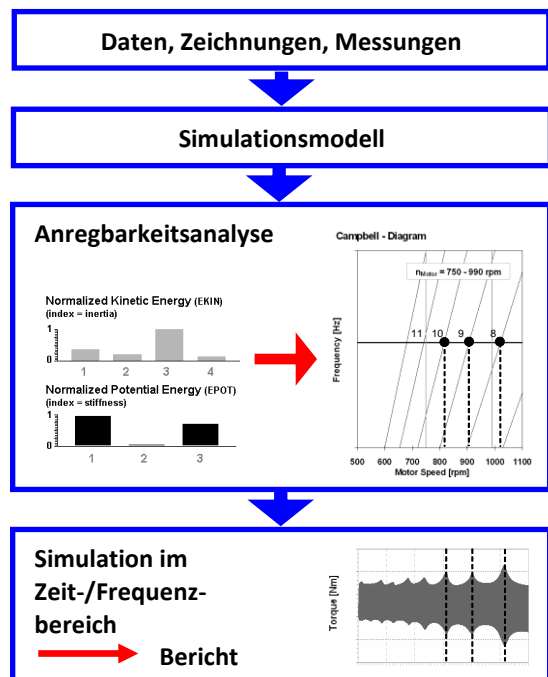 Daten, Zeichnungen, Messungen
Simulationsmodell
Anregbarkeitsanalyse
Normalized Kinetic Energy (EKIN)
(index = inertia)
1
0
1 2 3 4
Normalized Potential Energy (EPOT)
(index = stiffness)
1
0
1 2 3
Campbell - Diagram
nMotor = 750 - 990 rpm
Frequency [Hz]
11 10 9 8
500 600 700 800 900 1000 1100
Motor Speed [rpm]
Simulation im
Zeit-/Frequenz-
bereich
Bericht
Torque [Nm]